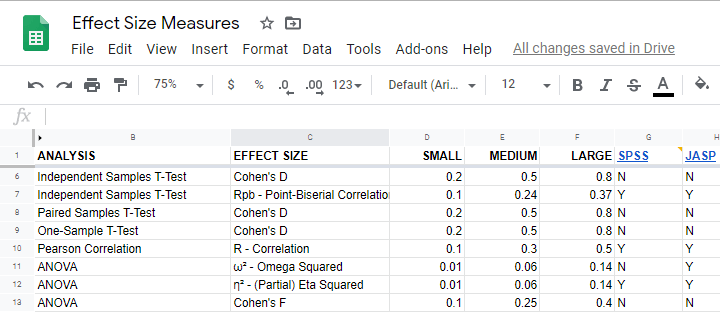 Effect Size Measures
File Edit View Insert Format Data Tools Add-ons Help All changes saved in Drive
75% $ % .0 .00 123 Default (Ari... 12 B I S A
fx
B C D E F G H
1 ANALYSIS EFFECT SIZE SMALL MEDIUM LARGE SPSS JASP
6 Independent Samples T-Test Cohen's D 0.2 0.5 0.8 N N
7 Independent Samples T-Test Rpb - Point-Biserial Correlation 0.1 0.24 0.37 Y Y
8 Paired Samples T-Test Cohen's D 0.2 0.5 0.8 N N
9 One-Sample T-Test Cohen's D 0.2 0.5 0.8 N N
10 Pearson Correlation R - Correlation 0.1 0.3 0.5 Y Y
11 ANOVA ω² - Omega Squared 0.01 0.06 0.14 N Y
12 ANOVA η² - (Partial) Eta Squared 0.01 0.06 0.14 Y Y
13 ANOVA Cohen's F 0.1 0.25 0.4 N N